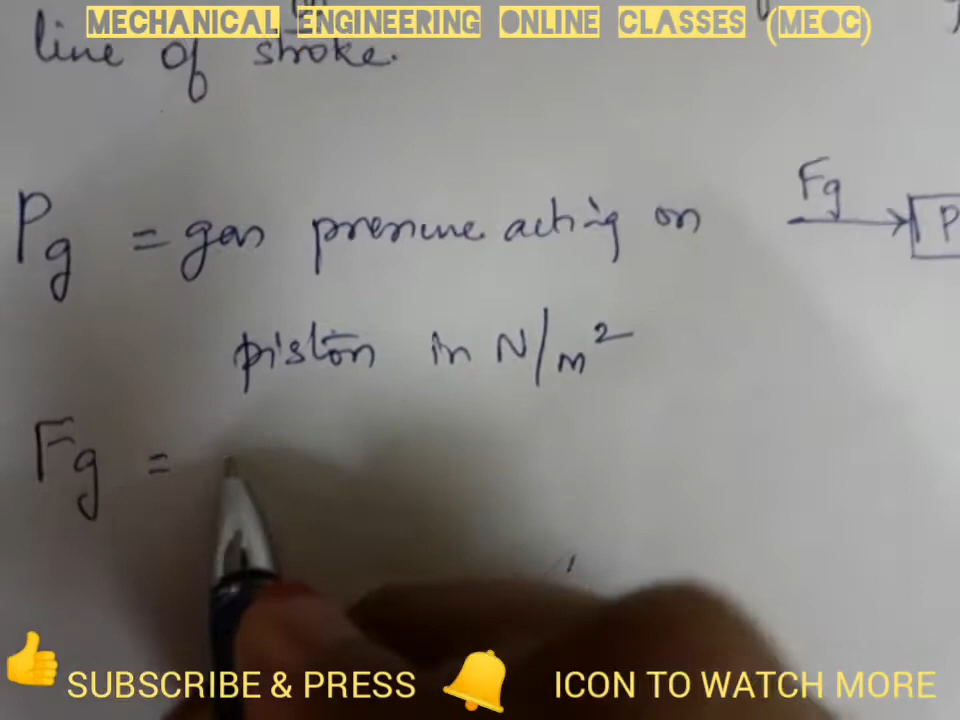 MECHANICAL ENGINEERING ONLINE CLASSES (MEOC)
line of stroke.
Pg = gas pressure acting on
Fg
P
piston in N/m²
Fg =
SUBSCRIBE & PRESS ICON TO WATCH MORE